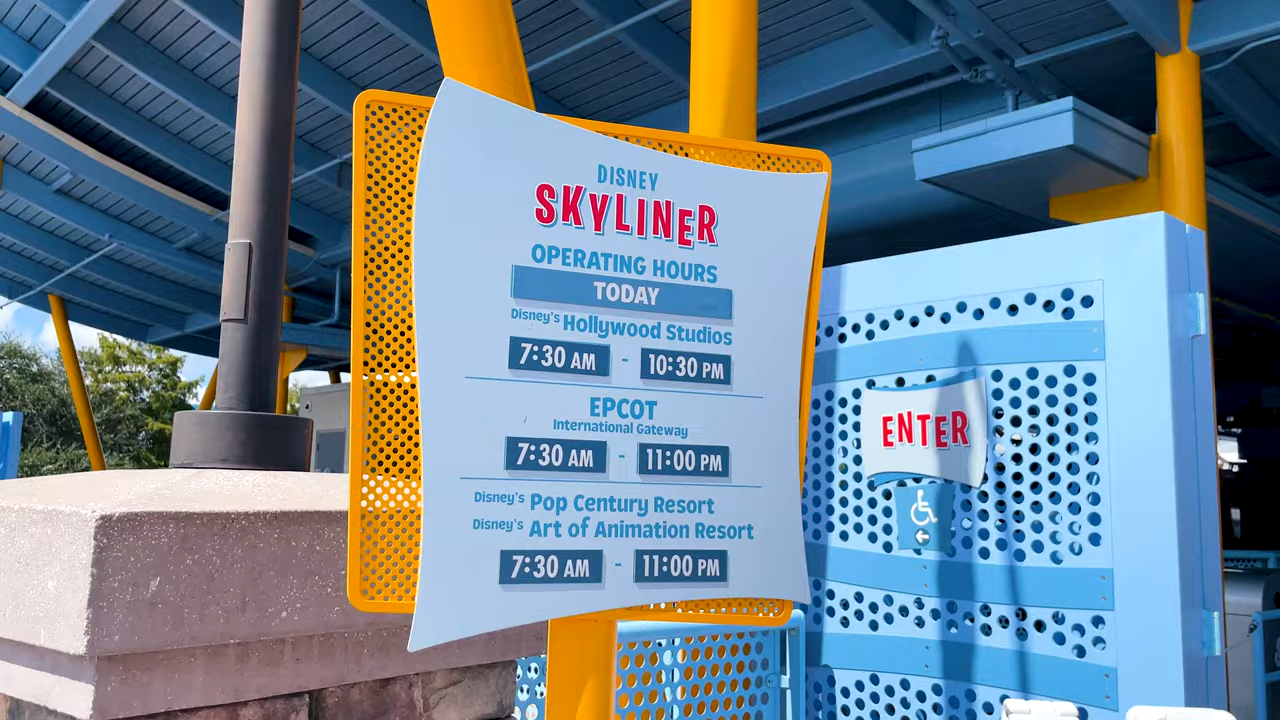 DISNEY
SKYLINER
OPERATING HOURS
TODAY
Disney's Hollywood Studios
7:30 AM - 10:30 PM
EPCOT
International Gateway
7:30 AM - 11:00 PM
Disney's Pop Century Resort
Disney's Art of Animation Resort
7:30 AM - 11:00 PM
ENTER